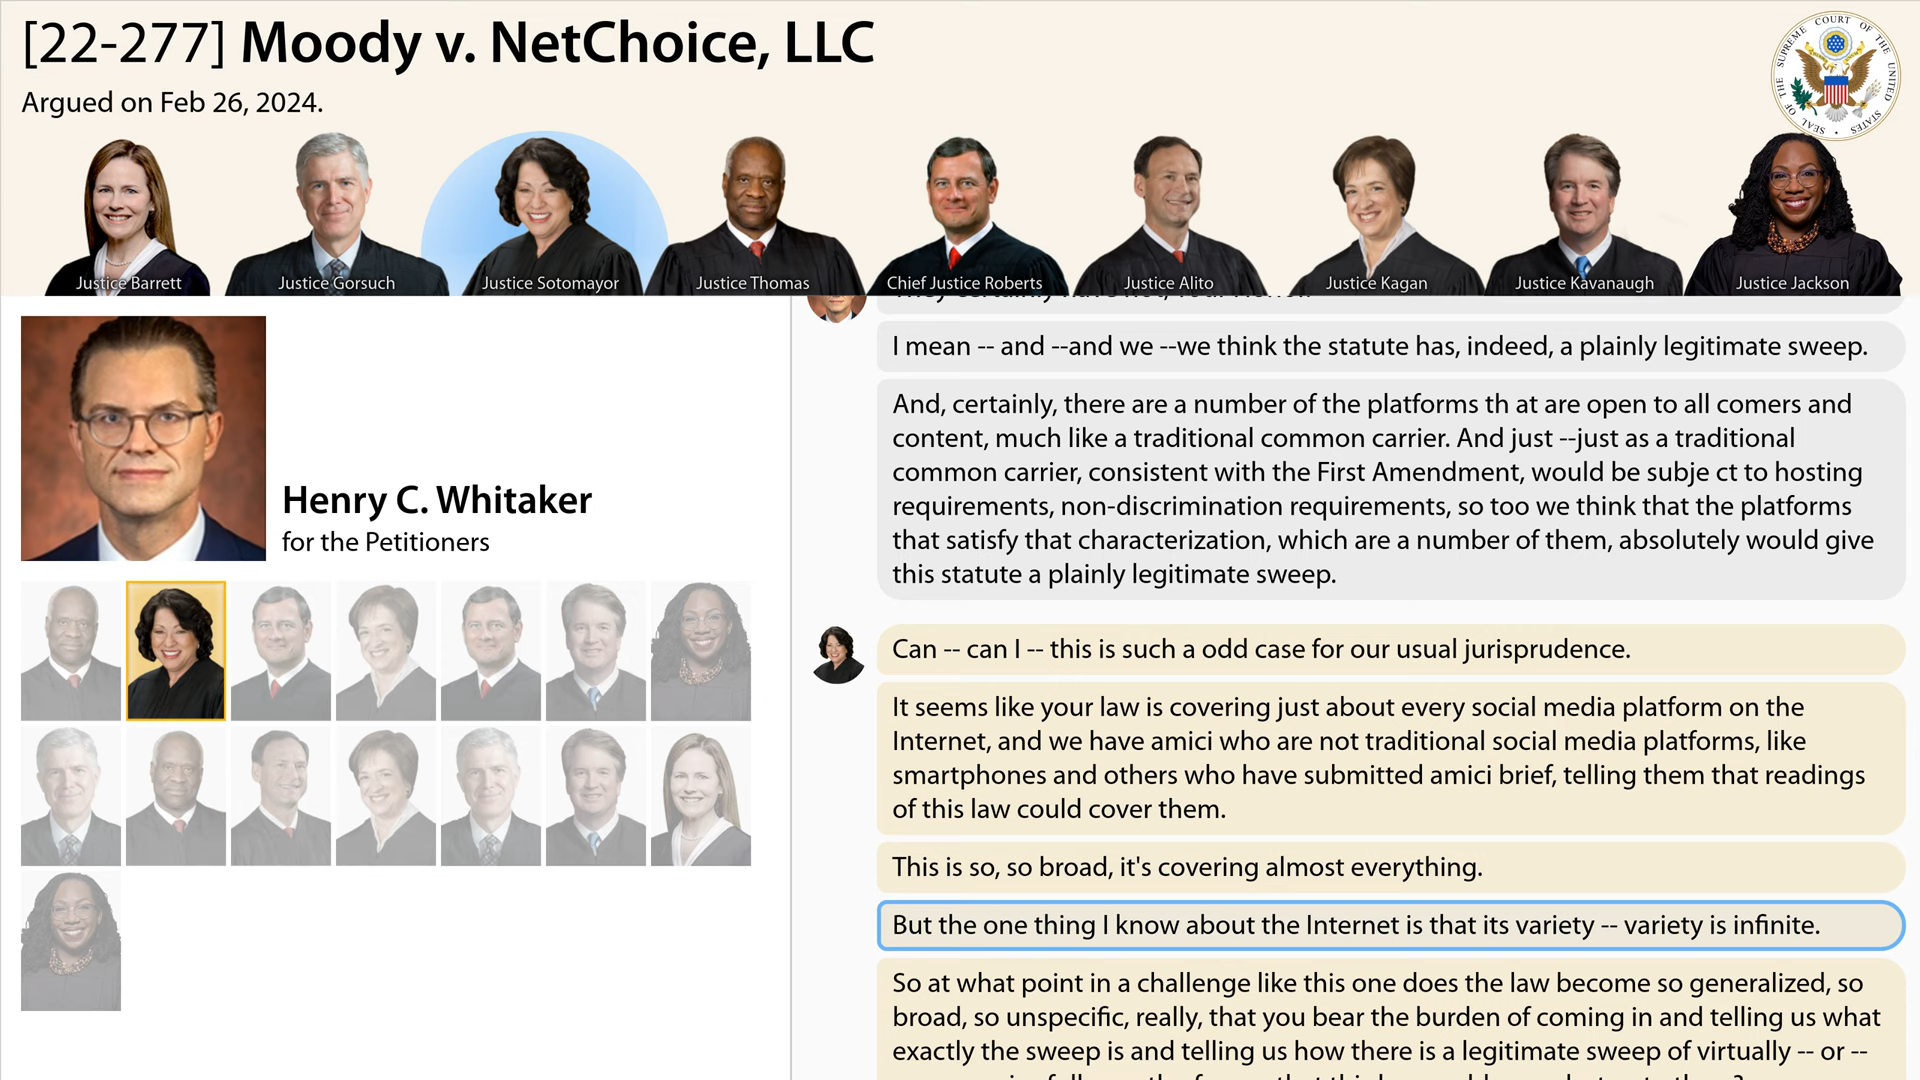 [22-277] Moody v. NetChoice, LLC
Argued on Feb 26, 2024.
SEAL OF THE SUPREME COURT OF THE UNITED STATES
Justice Barrett
Justice Gorsuch
Justice Sotomayor
Justice Thomas
Chief Justice Roberts
Justice Alito
Justice Kagan
Justice Kavanaugh
Justice Jackson
Henry C. Whitaker
for the Petitioners
I mean -- and --and we --we think the statute has, indeed, a plainly legitimate sweep.
And, certainly, there are a number of the platforms th at are open to all comers and
content, much like a traditional common carrier. And just --just as a traditional
common carrier, consistent with the First Amendment, would be subje ct to hosting
requirements, non-discrimination requirements, so too we think that the platforms
that satisfy that characterization, which are a number of them, absolutely would give
this statute a plainly legitimate sweep.
Can -- can I -- this is such a odd case for our usual jurisprudence.
It seems like your law is covering just about every social media platform on the
Internet, and we have amici who are not traditional social media platforms, like
smartphones and others who have submitted amici brief, telling them that readings
of this law could cover them.
This is so, so broad, it's covering almost everything.
But the one thing I know about the Internet is that its variety -- variety is infinite.
So at what point in a challenge like this one does the law become so generalized, so
broad, so unspecific, really, that you bear the burden of coming in and telling us what
exactly the sweep is and telling us how there is a legitimate sweep of virtually -- or --